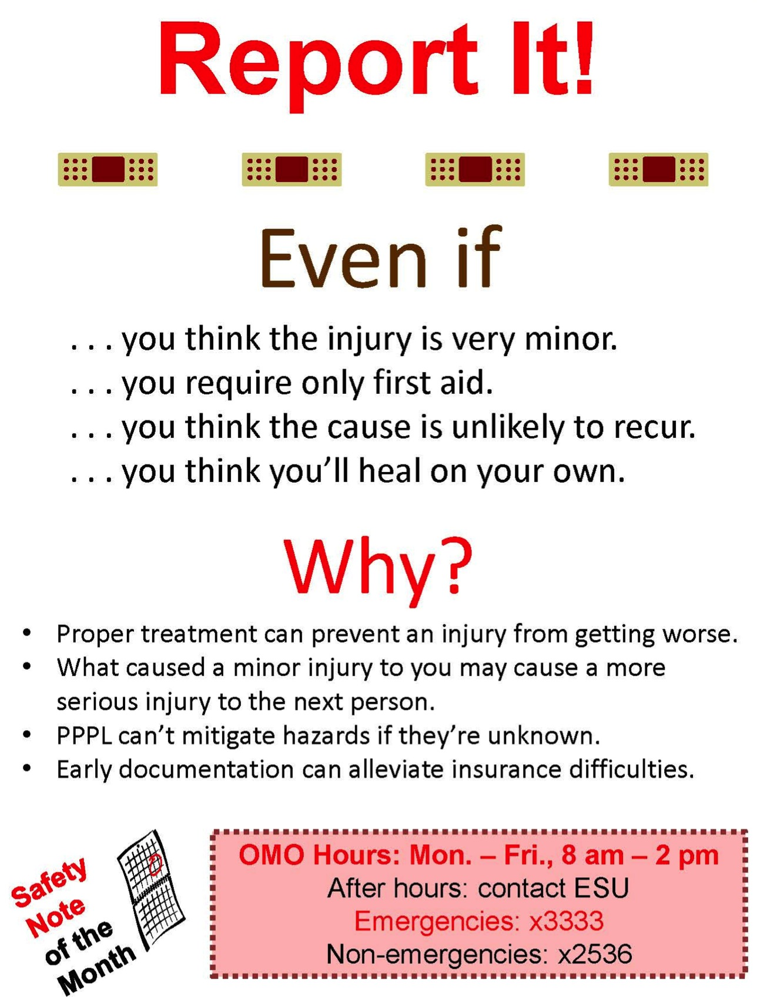 Report It!
Even if
. . . you think the injury is very minor.
. . . you require only first aid.
. . . you think the cause is unlikely to recur.
. . . you think you’ll heal on your own.
Why?
• Proper treatment can prevent an injury from getting worse.
• What caused a minor injury to you may cause a more
serious injury to the next person.
• PPPL can’t mitigate hazards if they’re unknown.
• Early documentation can alleviate insurance difficulties.
Safety
Note
of the
Month
OMO Hours: Mon. – Fri., 8 am – 2 pm
After hours: contact ESU
Emergencies: x3333
Non-emergencies: x2536